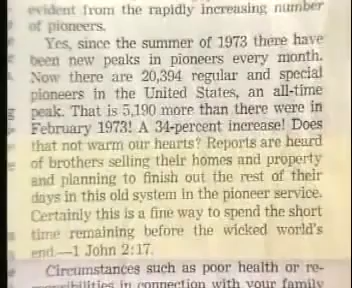 evident from the rapidly increasing number
of pioneers.
Yes, since the summer of 1973 there have
been new peaks in pioneers every month.
Now there are 20,394 regular and special
pioneers in the United States, an all-time
peak. That is 5,190 more than there were in
February 1973! A 34-percent increase! Does
that not warm our hearts? Reports are heard
of brothers selling their homes and property
and planning to finish out the rest of their
days in this old system in the pioneer service.
Certainly this is a fine way to spend the short
time remaining before the wicked world's
end.—1 John 2:17.
Circumstances such as poor health or re-
in connection with your family